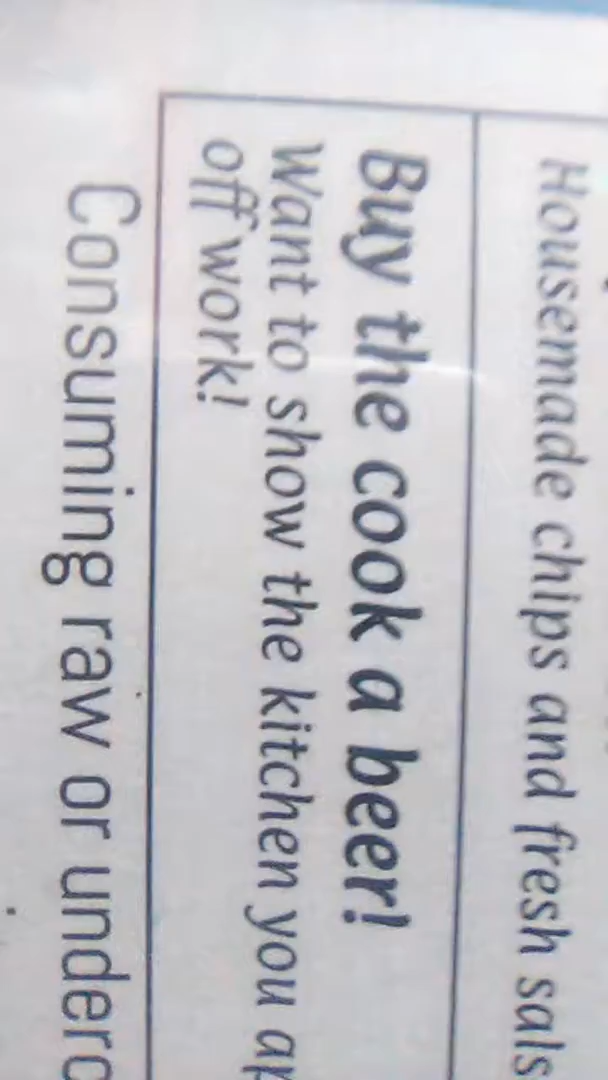 Housemade chips and fresh sals
Buy the cook a beer!
Want to show the kitchen you ap
off work!
Consuming raw or underc